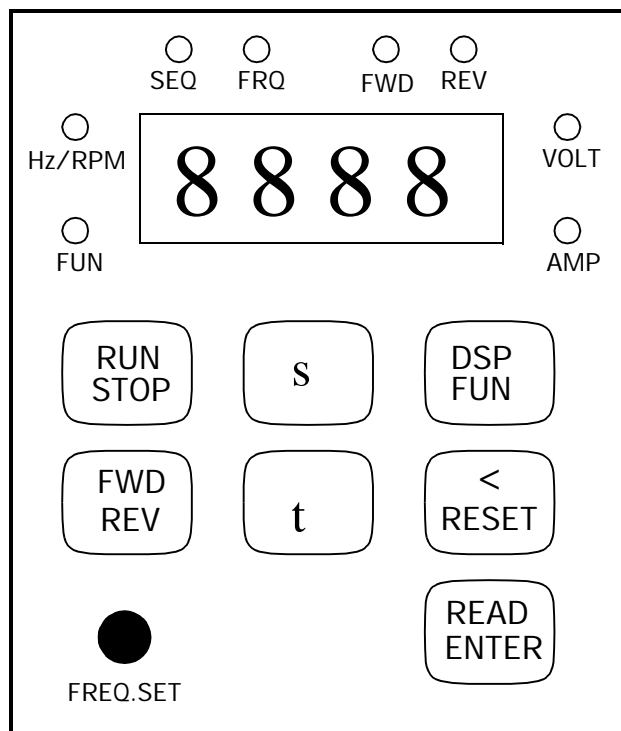 SEQ FRQ FWD REV
Hz/RPM VOLT
8888
FUN AMP
RUN
STOP
s
DSP
FUN
FWD
REV
t
<
RESET
READ
ENTER
FREQ.SET